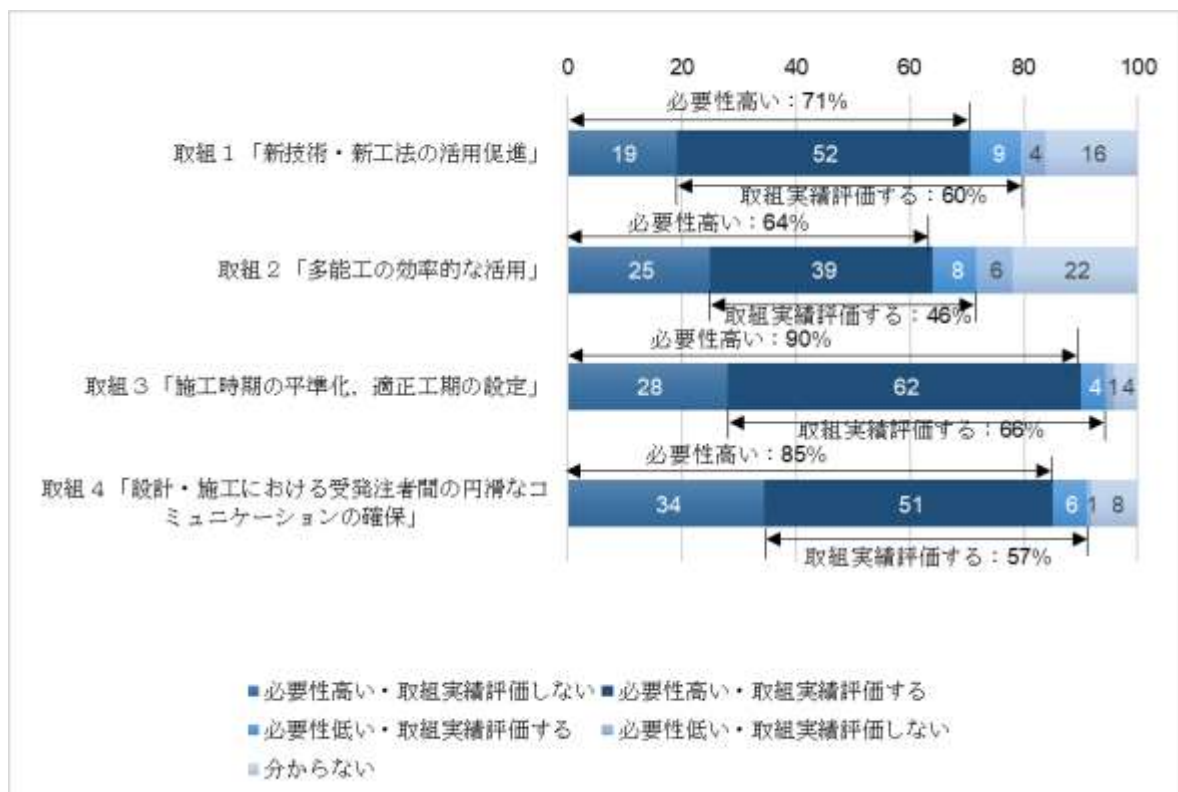 0 20 40 60 80 100
必要性高い：71%
取組１「新技術・新工法の活用促進」 19 52 9 4 16
取組実績評価する：60%
必要性高い：64%
取組２「多能工の効率的な活用」 25 39 8 6 22
取組実績評価する：46%
必要性高い：90%
取組３「施工時期の平準化、適正工期の設定」 28 62 4 1 4
取組実績評価する：66%
必要性高い：85%
取組４「設計・施工における受発注者間の円滑なコ
ミュニケーションの確保」 34 51 6 1 8
取組実績評価する：57%
必要性高い・取組実績評価しない 必要性高い・取組実績評価する
必要性低い・取組実績評価する 必要性低い・取組実績評価しない
分からない